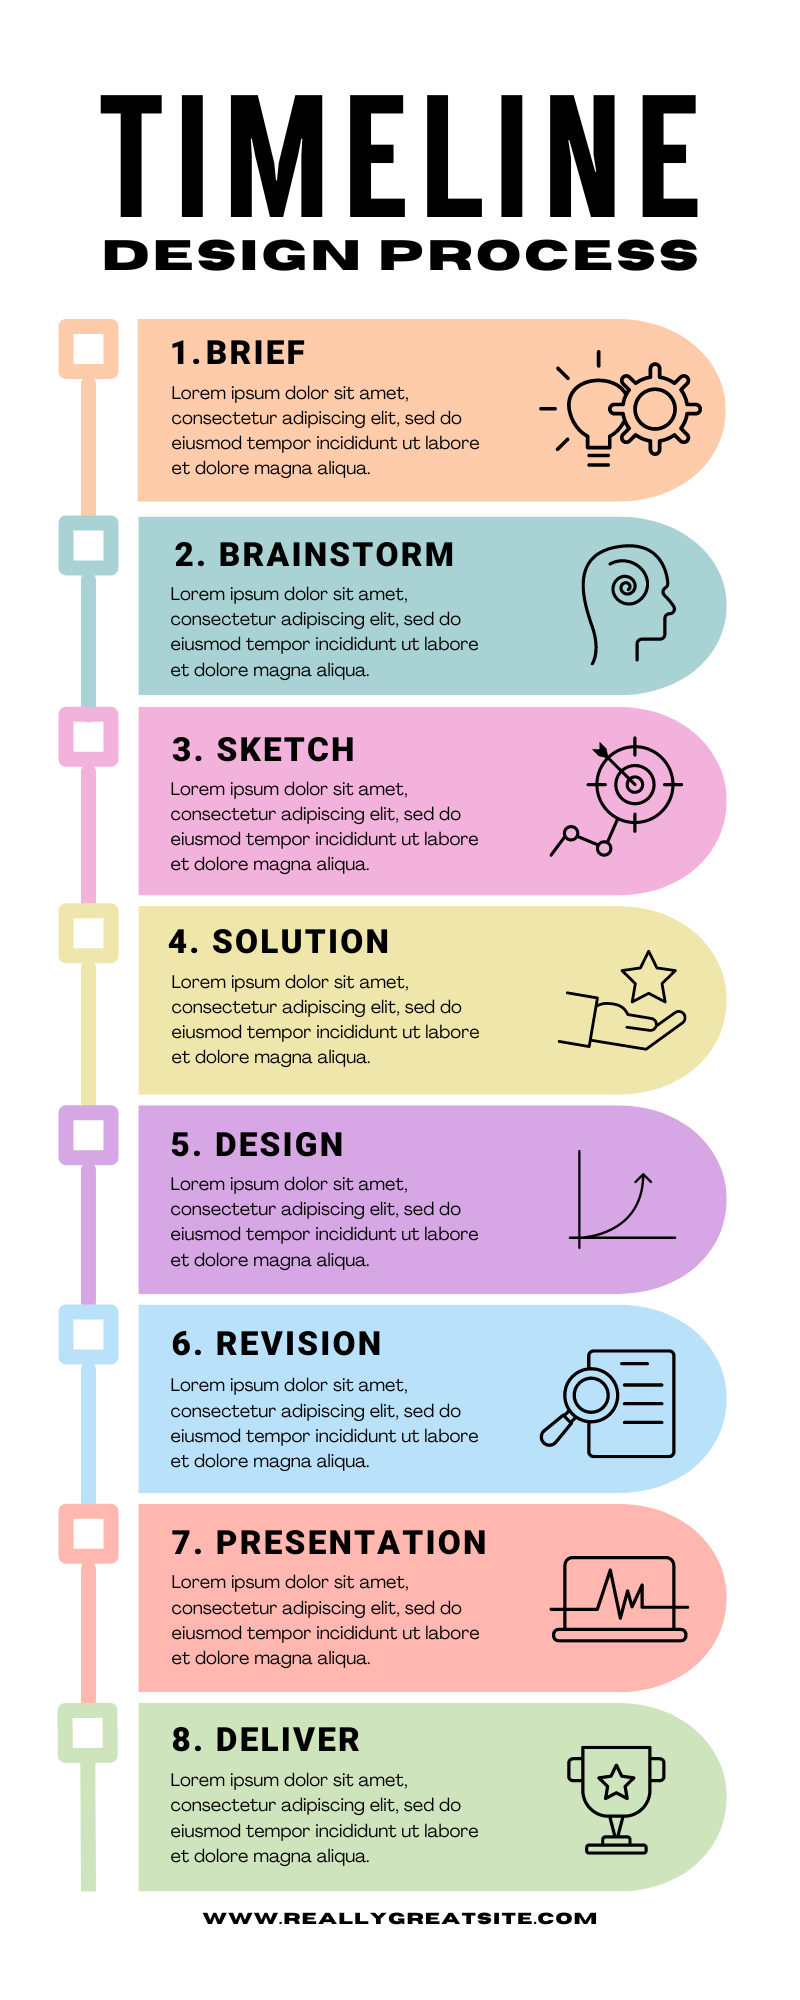 TIMELINE
DESIGN PROCESS
1. BRIEF
Lorem ipsum dolor sit amet,
consectetur adipiscing elit, sed do
eiusmod tempor incididunt ut labore
et dolore magna aliqua.
2. BRAINSTORM
Lorem ipsum dolor sit amet,
consectetur adipiscing elit, sed do
eiusmod tempor incididunt ut labore
et dolore magna aliqua.
3. SKETCH
Lorem ipsum dolor sit amet,
consectetur adipiscing elit, sed do
eiusmod tempor incididunt ut labore
et dolore magna aliqua.
4. SOLUTION
Lorem ipsum dolor sit amet,
consectetur adipiscing elit, sed do
eiusmod tempor incididunt ut labore
et dolore magna aliqua.
5. DESIGN
Lorem ipsum dolor sit amet,
consectetur adipiscing elit, sed do
eiusmod tempor incididunt ut labore
et dolore magna aliqua.
6. REVISION
Lorem ipsum dolor sit amet,
consectetur adipiscing elit, sed do
eiusmod tempor incididunt ut labore
et dolore magna aliqua.
7. PRESENTATION
Lorem ipsum dolor sit amet,
consectetur adipiscing elit, sed do
eiusmod tempor incididunt ut labore
et dolore magna aliqua.
8. DELIVER
Lorem ipsum dolor sit amet,
consectetur adipiscing elit, sed do
eiusmod tempor incididunt ut labore
et dolore magna aliqua.
WWW.REALLYGREATSITE.COM